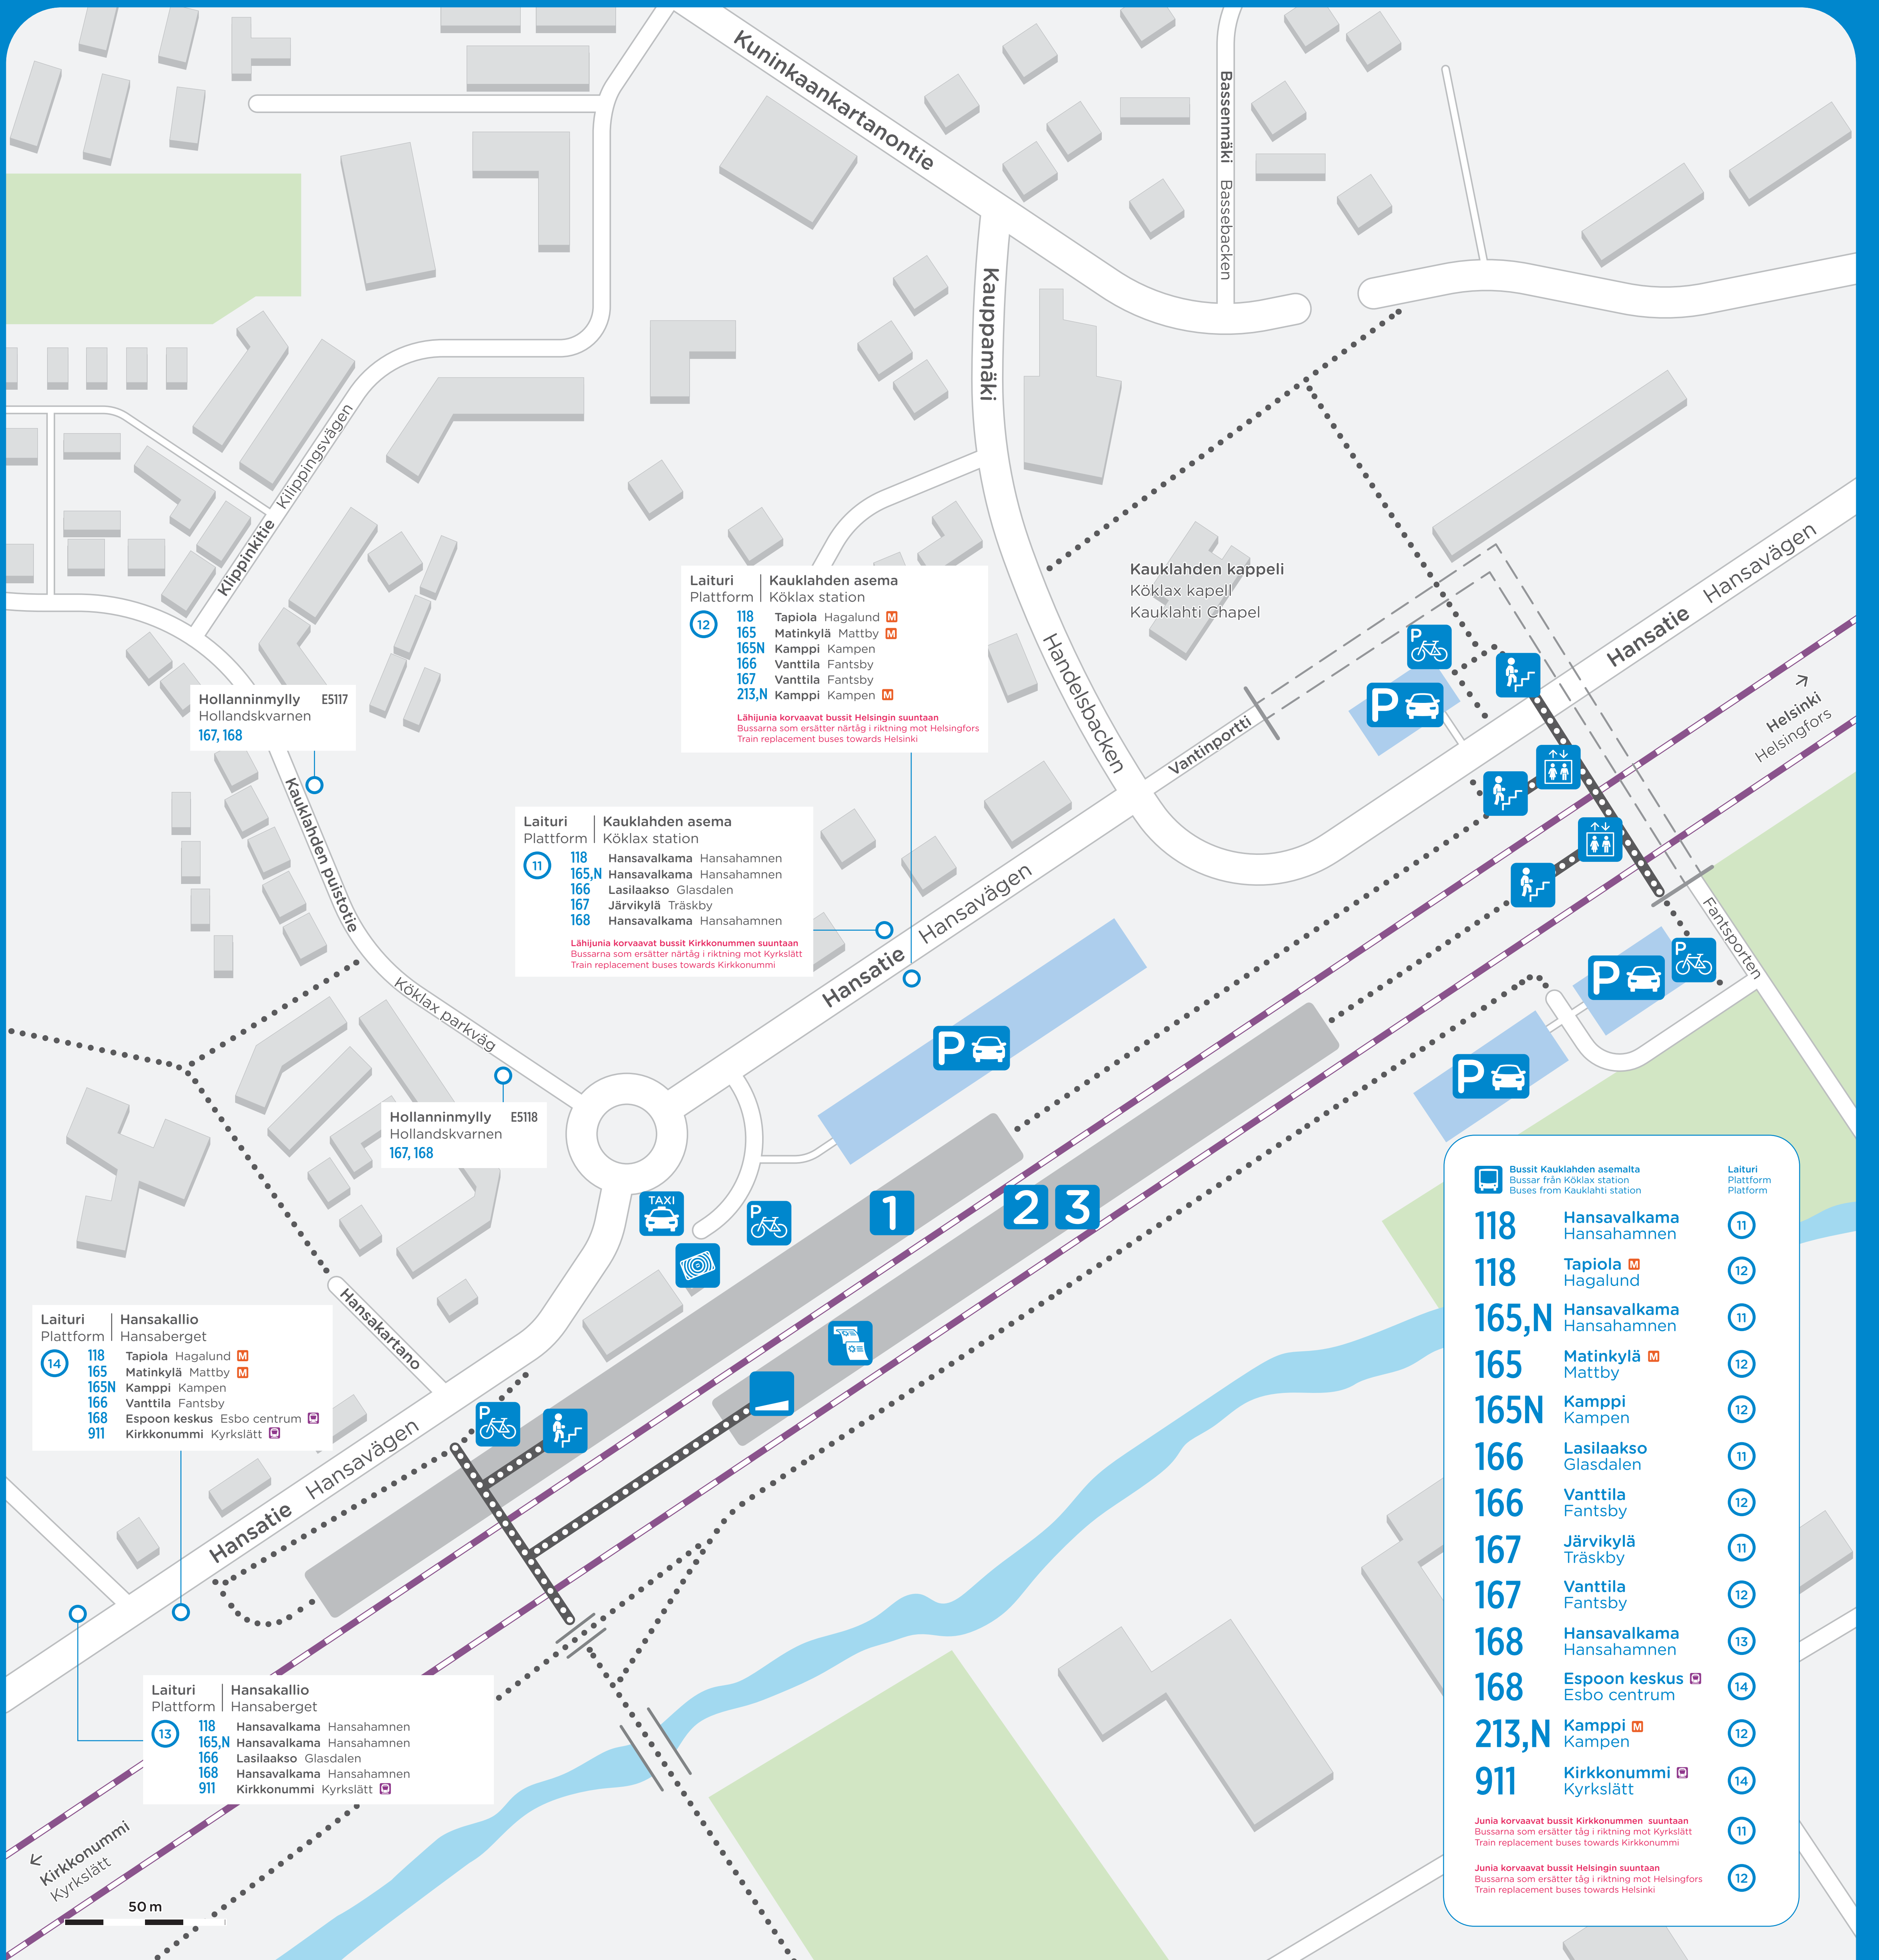 Kuninkaankartanontie
Bassenmäki Bassebacken
Kauppamäki
Handelsbacken
Klippinkitie Kilippingsvägen
Kauklahden kappeli
Köklax kapell
Kauklahti Chapel
Hansatie Hansavägen
Vantinportti
Helsinki
Helsingfors
Fantsporten
P
P
P
P
P
P
Laituri Kauklahden asema
Plattform Köklax station
12
118 Tapiola Hagalund M
165 Matinkylä Mattby M
165N Kamppi Kampen
166 Vanttila Fantsby
167 Vanttila Fantsby
213,N Kamppi Kampen M
Lähijunia korvaavat bussit Helsingin suuntaan
Bussarna som ersätter närtåg i riktning mot Helsingfors
Train replacement buses towards Helsinki
Hollanninmylly E5117
Hollandskvarnen
167, 168
Kauklahden puistotie
Köklax parkväg
Laituri Kauklahden asema
Plattform Köklax station
11
118 Hansavalkama Hansahamnen
165,N Hansavalkama Hansahamnen
166 Lasilaakso Glasdalen
167 Järvikylä Träskby
168 Hansavalkama Hansahamnen
Lähijunia korvaavat bussit Kirkkonummen suuntaan
Bussarna som ersätter närtåg i riktning mot Kyrkslätt
Train replacement buses towards Kirkkonummi
Hansatie Hansavägen
Hollanninmylly E5118
Hollandskvarnen
167, 168
TAXI
P
1
2 3
P
Hansakartano
Laituri Hansakallio
Plattform Hansaberget
14
118 Tapiola Hagalund M
165 Matinkylä Mattby M
165N Kamppi Kampen
166 Vanttila Fantsby
168 Espoon keskus Esbo centrum
911 Kirkkonummi Kyrkslätt
Hansatie Hansavägen
Laituri Hansakallio
Plattform Hansaberget
13
118 Hansavalkama Hansahamnen
165,N Hansavalkama Hansahamnen
166 Lasilaakso Glasdalen
168 Hansavalkama Hansahamnen
911 Kirkkonummi Kyrkslätt
Kirkkonummi
Kyrkslätt
50 m
Bussit Kauklahden asemalta Laituri
Bussar från Köklax station Plattform
Buses from Kauklahti station Platform
118 Hansavalkama 11
Hansahamnen
118 Tapiola M 12
Hagalund
165,N Hansavalkama 11
Hansahamnen
165 Matinkylä M 12
Mattby
165N Kamppi 12
Kampen
166 Lasilaakso 11
Glasdalen
166 Vanttila 12
Fantsby
167 Järvikylä 11
Träskby
167 Vanttila 12
Fantsby
168 Hansavalkama 13
Hansahamnen
168 Espoon keskus 14
Esbo centrum
213,N Kamppi M 12
Kampen
911 Kirkkonummi 14
Kyrkslätt
Junia korvaavat bussit Kirkkonummen suuntaan
Bussarna som ersätter tåg i riktning mot Kyrkslätt 11
Train replacement buses towards Kirkkonummi
Junia korvaavat bussit Helsingin suuntaan
Bussarna som ersätter tåg i riktning mot Helsingfors 12
Train replacement buses towards Helsinki